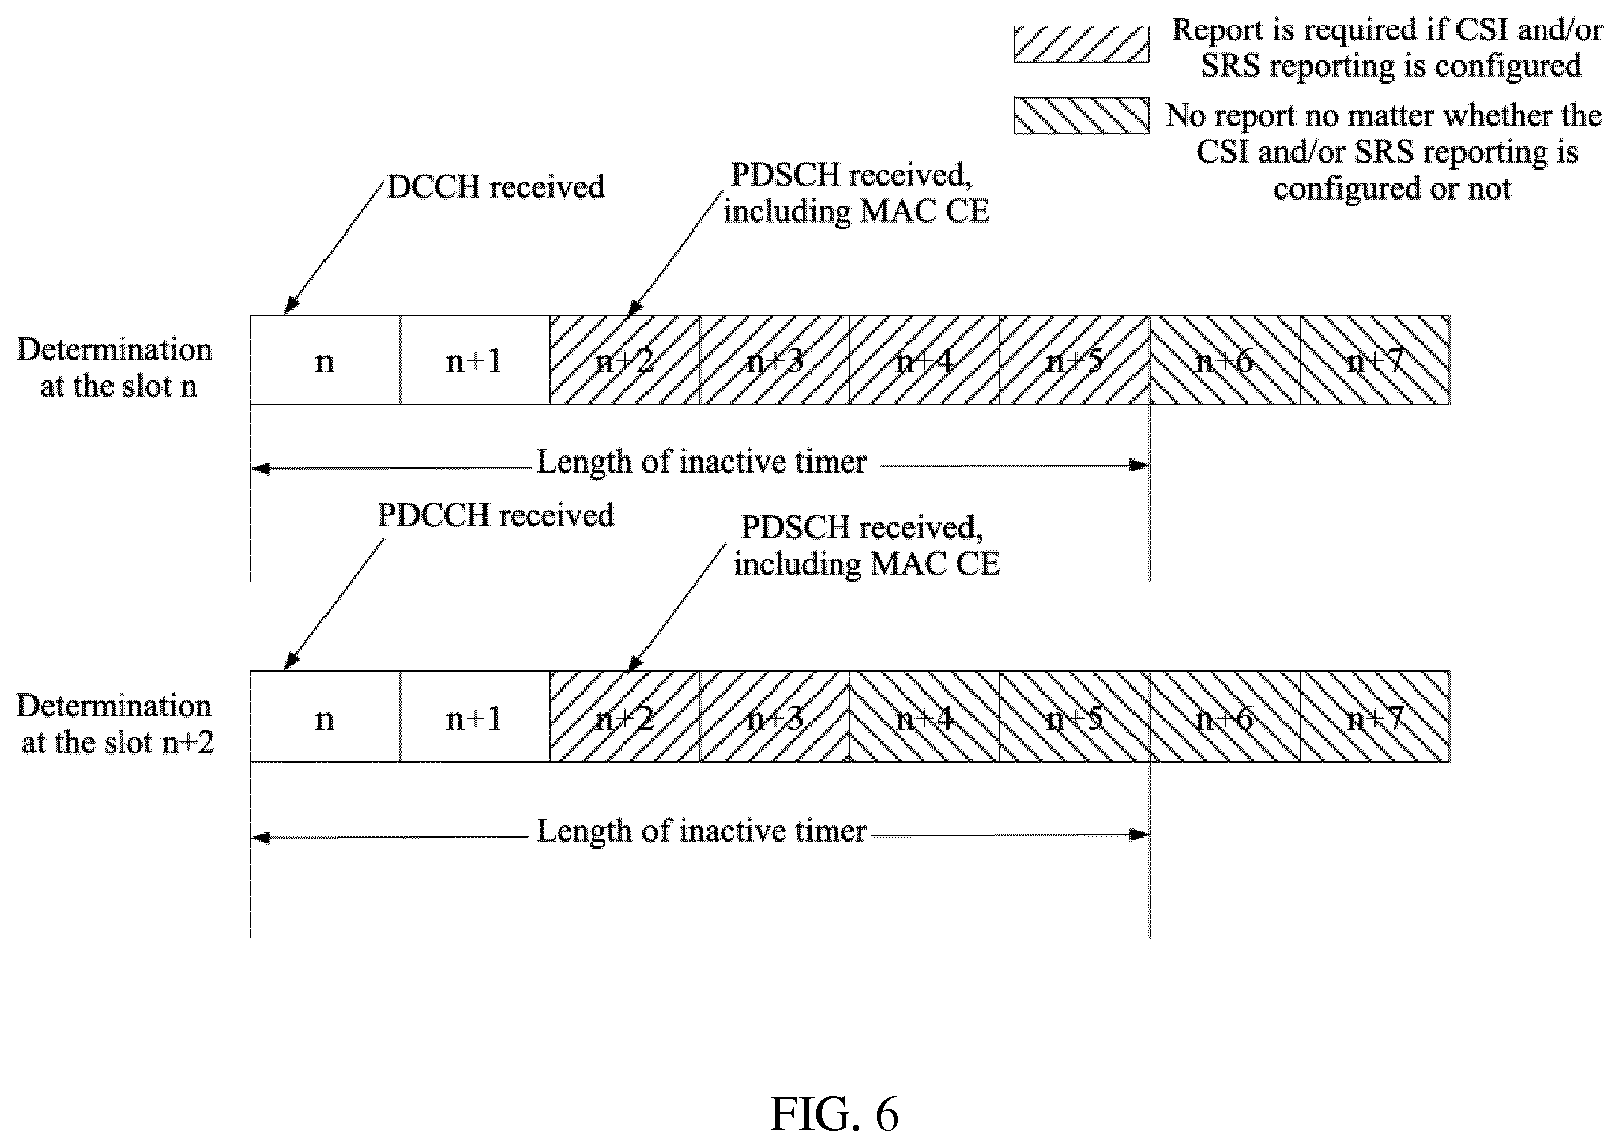 Report is required if CSI and/or
SRS reporting is configured
No report no matter whether the
CSI and/or SRS reporting is
configured or not
DCCH received
PDSCH received,
including MAC CE
Determination
at the slot n
n n+1 n+2 n+3 n+4 n+5 n+6 n+7
Length of inactive timer
PDCCH received
PDSCH received,
including MAC CE
Determination
at the slot n+2
n n+1 n+2 n+3 n+4 n+5 n+6 n+7
Length of inactive timer
FIG. 6